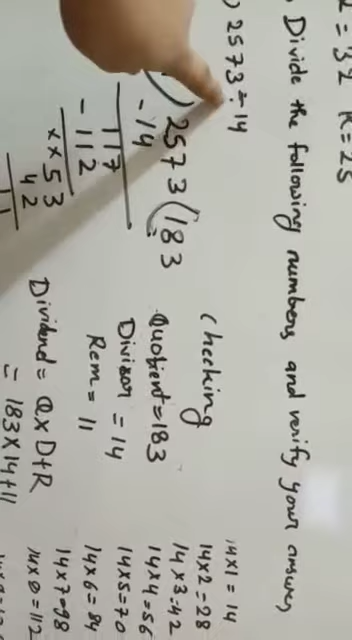 R=25
Divide the following numbers and verify your answer
) 2573÷14
) 2573 ( 183
-14
117
-112
××53
42
11
Checking
Quotient=183
Divisor = 14
Rem = 11
Dividend = Q×D+R
= 183×14+11
14×1 = 14
14×2=28
14×3=42
14×4=56
14×5=70
14×6=84
14×7=98
14×8=112